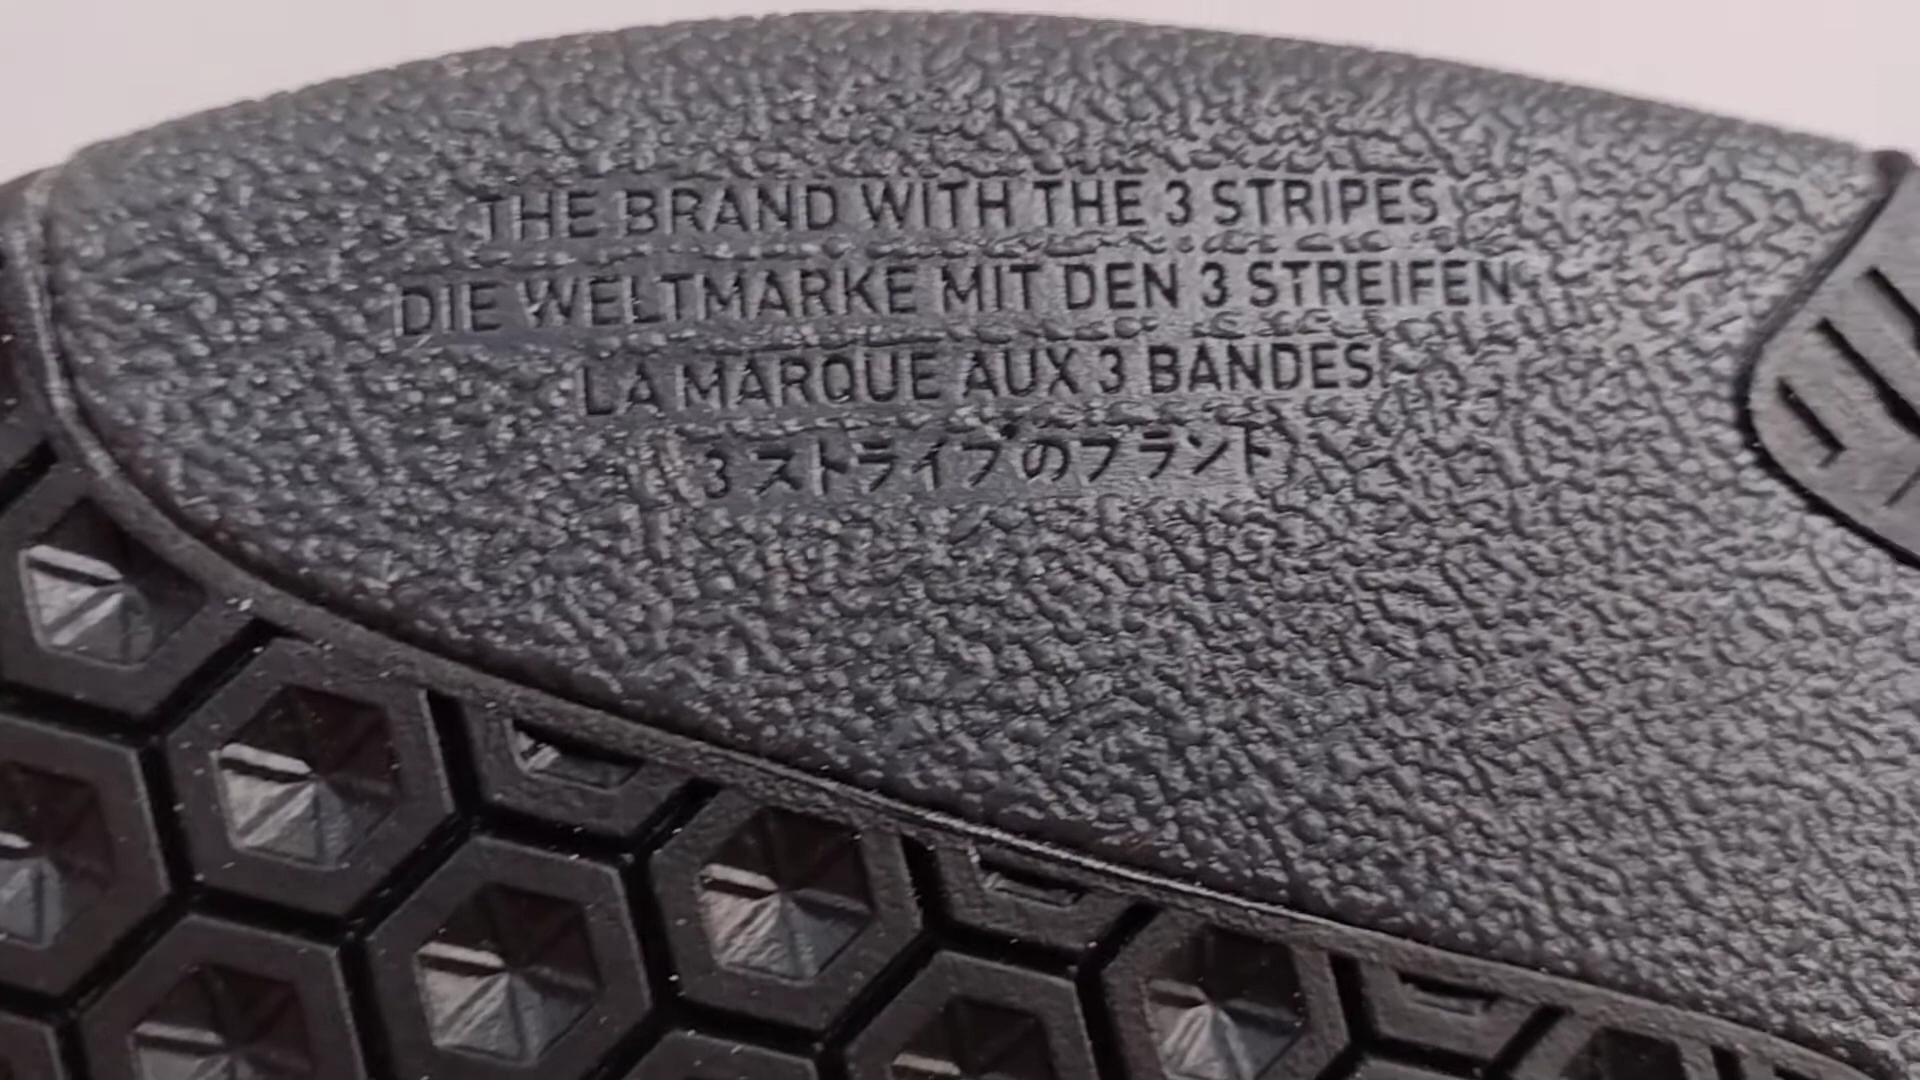 THE BRAND WITH THE 3 STRIPES
DIE WELTMARKE MIT DEN 3 STREIFEN
LA MARQUE AUX 3 BANDES
3 ストライプのブランド